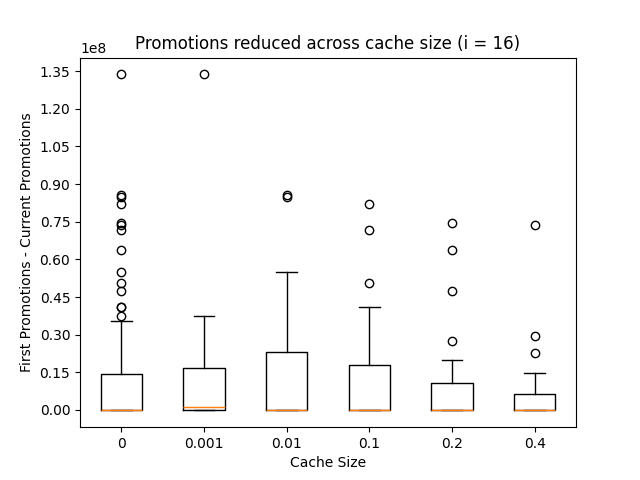 Promotions reduced across cache size (i = 16)
1e8
1.35
1.20
1.05
0.90
0.75
0.60
0.45
0.30
0.15
0.00
First Promotions - Current Promotions
0 0.001 0.01 0.1 0.2 0.4
Cache Size